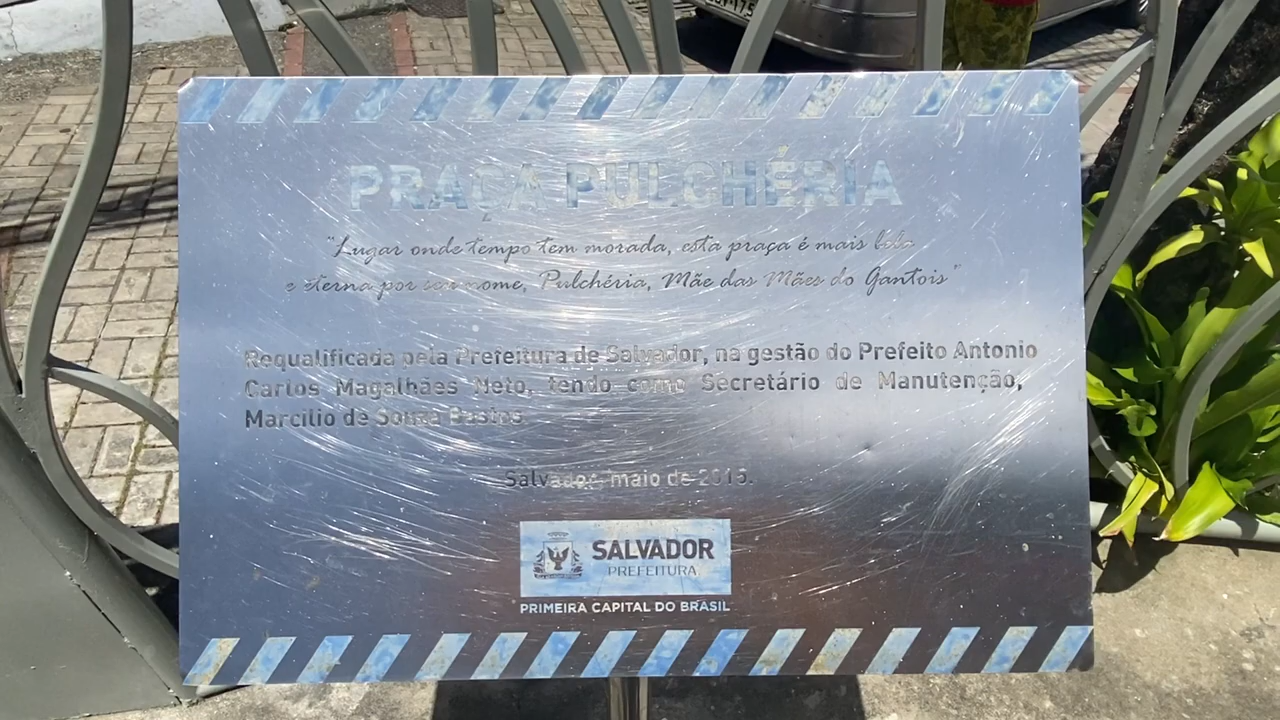 PRAÇA PULCHÉRIA
"Lugar onde tempo tem morada, esta praça é mais bela
e eterna por seu nome, Pulchéria, Mãe das Mães do Gantois"
Requalificada pela Prefeitura de Salvador, na gestão do Prefeito Antonio
Carlos Magalhães Neto, tendo como Secretário de Manutenção,
Marcilio de Souza Bastos.
Salvador, maio de 2015.
SALVADOR
PREFEITURA
PRIMEIRA CAPITAL DO BRASIL